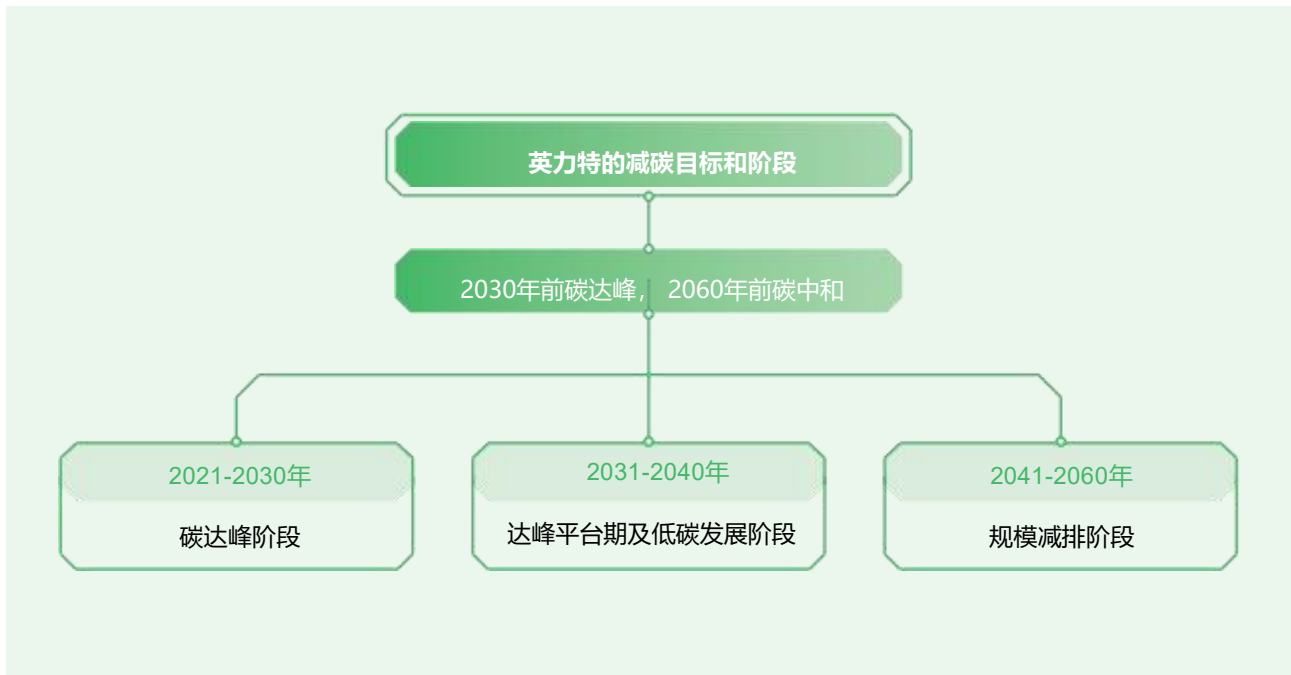 英力特的减碳目标和阶段
2030年前碳达峰， 2060年前碳中和
2021-2030年
碳达峰阶段
2031-2040年
达峰平台期及低碳发展阶段
2041-2060年
规模减排阶段